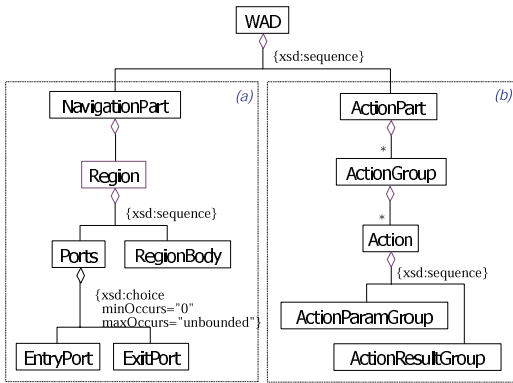 WAD
{xsd:sequence}
(a)
(b)
NavigationPart
ActionPart
*
Region
ActionGroup
{xsd:sequence}
*
Ports
RegionBody
Action
{xsd:sequence}
{xsd:choice
minOccurs="0"
maxOccurs="unbounded"}
ActionParamGroup
EntryPort
ExitPort
ActionResultGroup